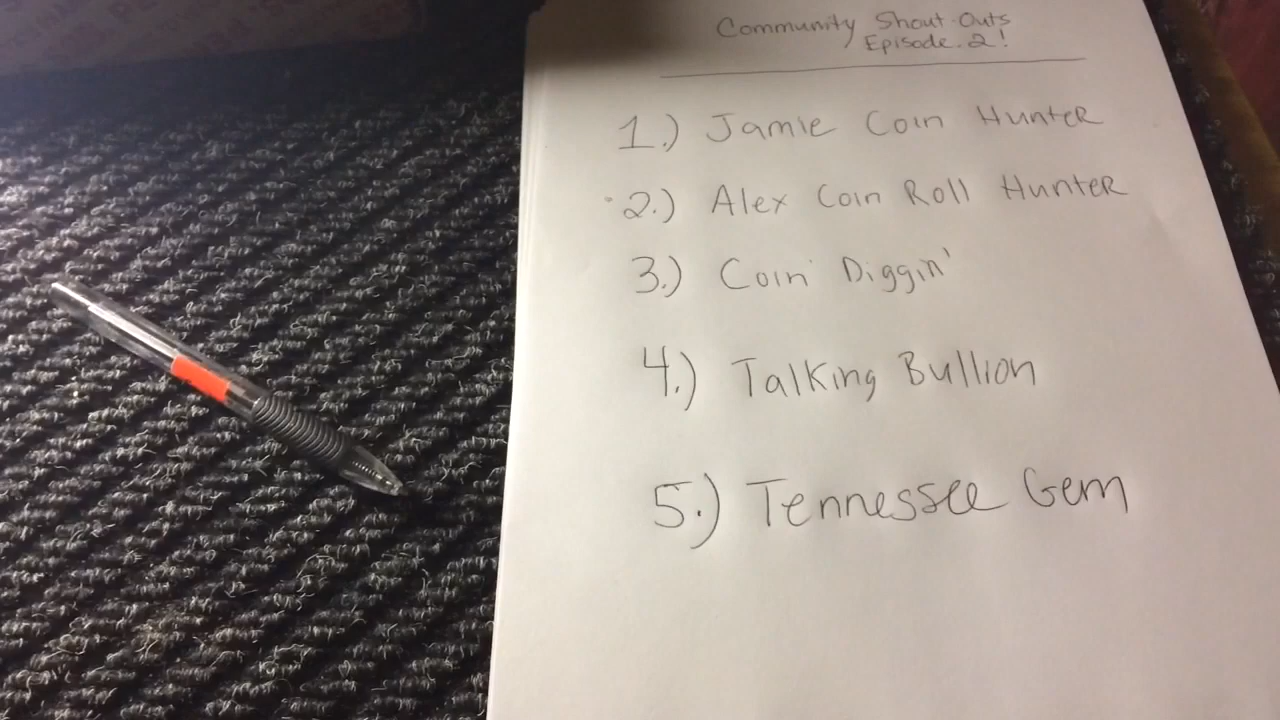 Community Shout Outs
Episode. 2!
1.) Jamie Coin Hunter
2.) Alex Coin Roll Hunter
3.) Coin Diggin'
4.) Talking Bullion
5.) Tennessee Gem